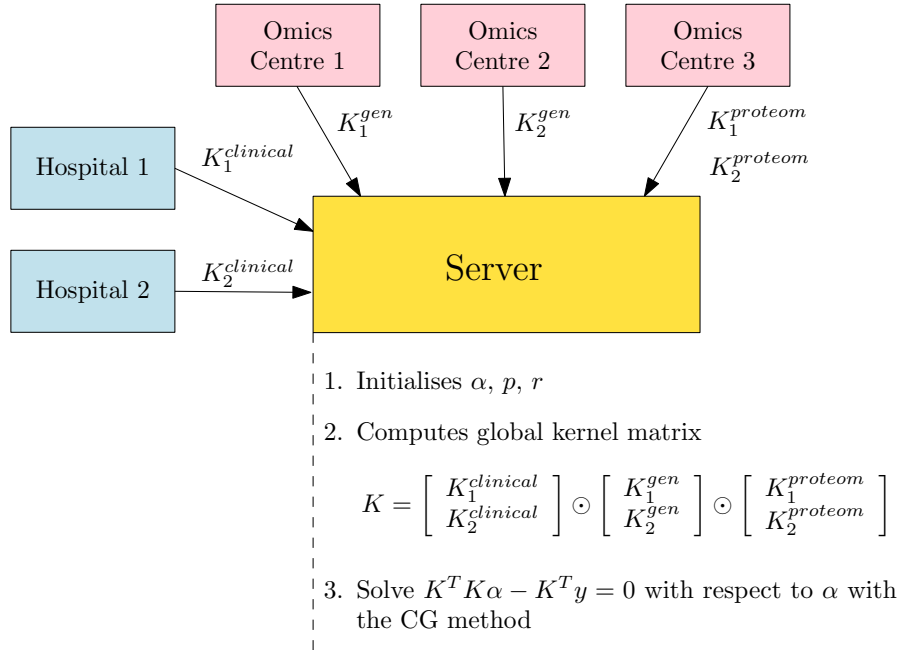 Omics
Centre 1
Omics
Centre 2
Omics
Centre 3
K_1^{gen}
K_2^{gen}
K_1^{proteom}
K_2^{proteom}
Hospital 1
K_1^{clinical}
Hospital 2
K_2^{clinical}
Server
1. Initialises α, p, r
2. Computes global kernel matrix
K = [ K_1^{clinical} K_2^{clinical} ] ⊙ [ K_1^{gen} K_2^{gen} ] ⊙ [ K_1^{proteom} K_2^{proteom} ]
3. Solve K^T Kα − K^T y = 0 with respect to α with
the CG method